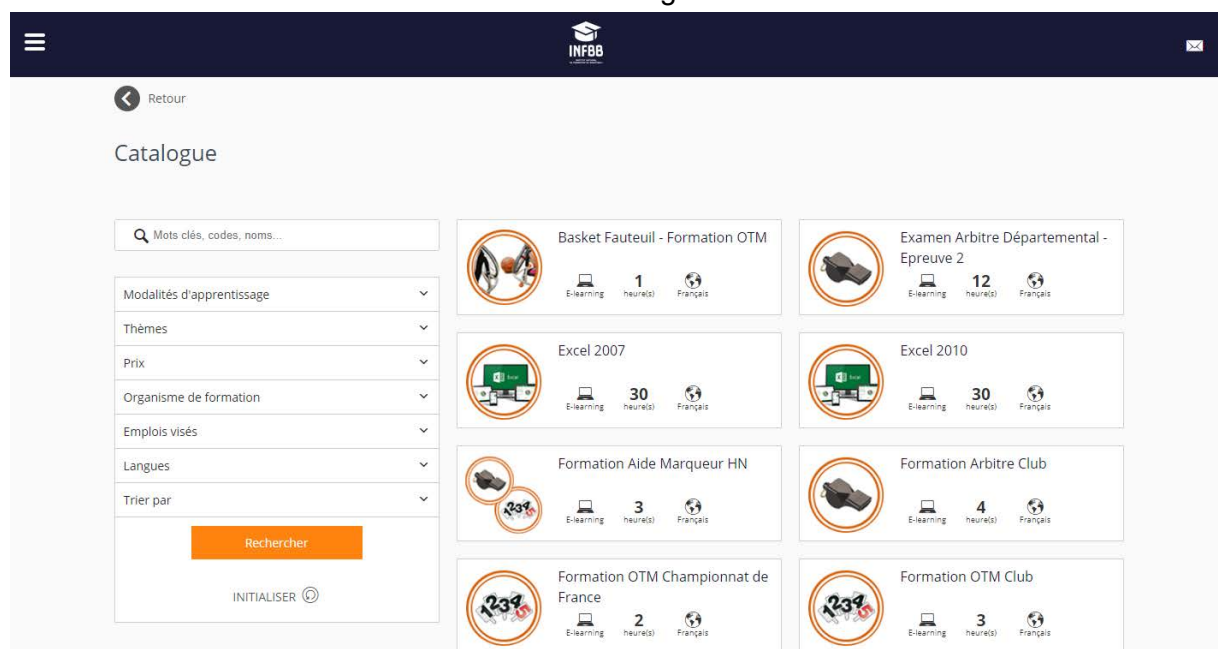 INFBB
Retour
Catalogue
Mots clés, codes, noms...
Modalités d'apprentissage
Thèmes
Prix
Organisme de formation
Emplois visés
Langues
Trier par
Rechercher
INITIALISER
Basket Fauteuil - Formation OTM
1
E-learning heure(s) Français
Examen Arbitre Départemental -
Epreuve 2
12
E-learning heure(s) Français
Excel 2007
30
E-learning heure(s) Français
Excel 2010
30
E-learning heure(s) Français
Formation Aide Marqueur HN
3
E-learning heure(s) Français
Formation Arbitre Club
4
E-learning heure(s) Français
Formation OTM Championnat de
France
2
E-learning heure(s) Français
Formation OTM Club
3
E-learning heure(s) Français